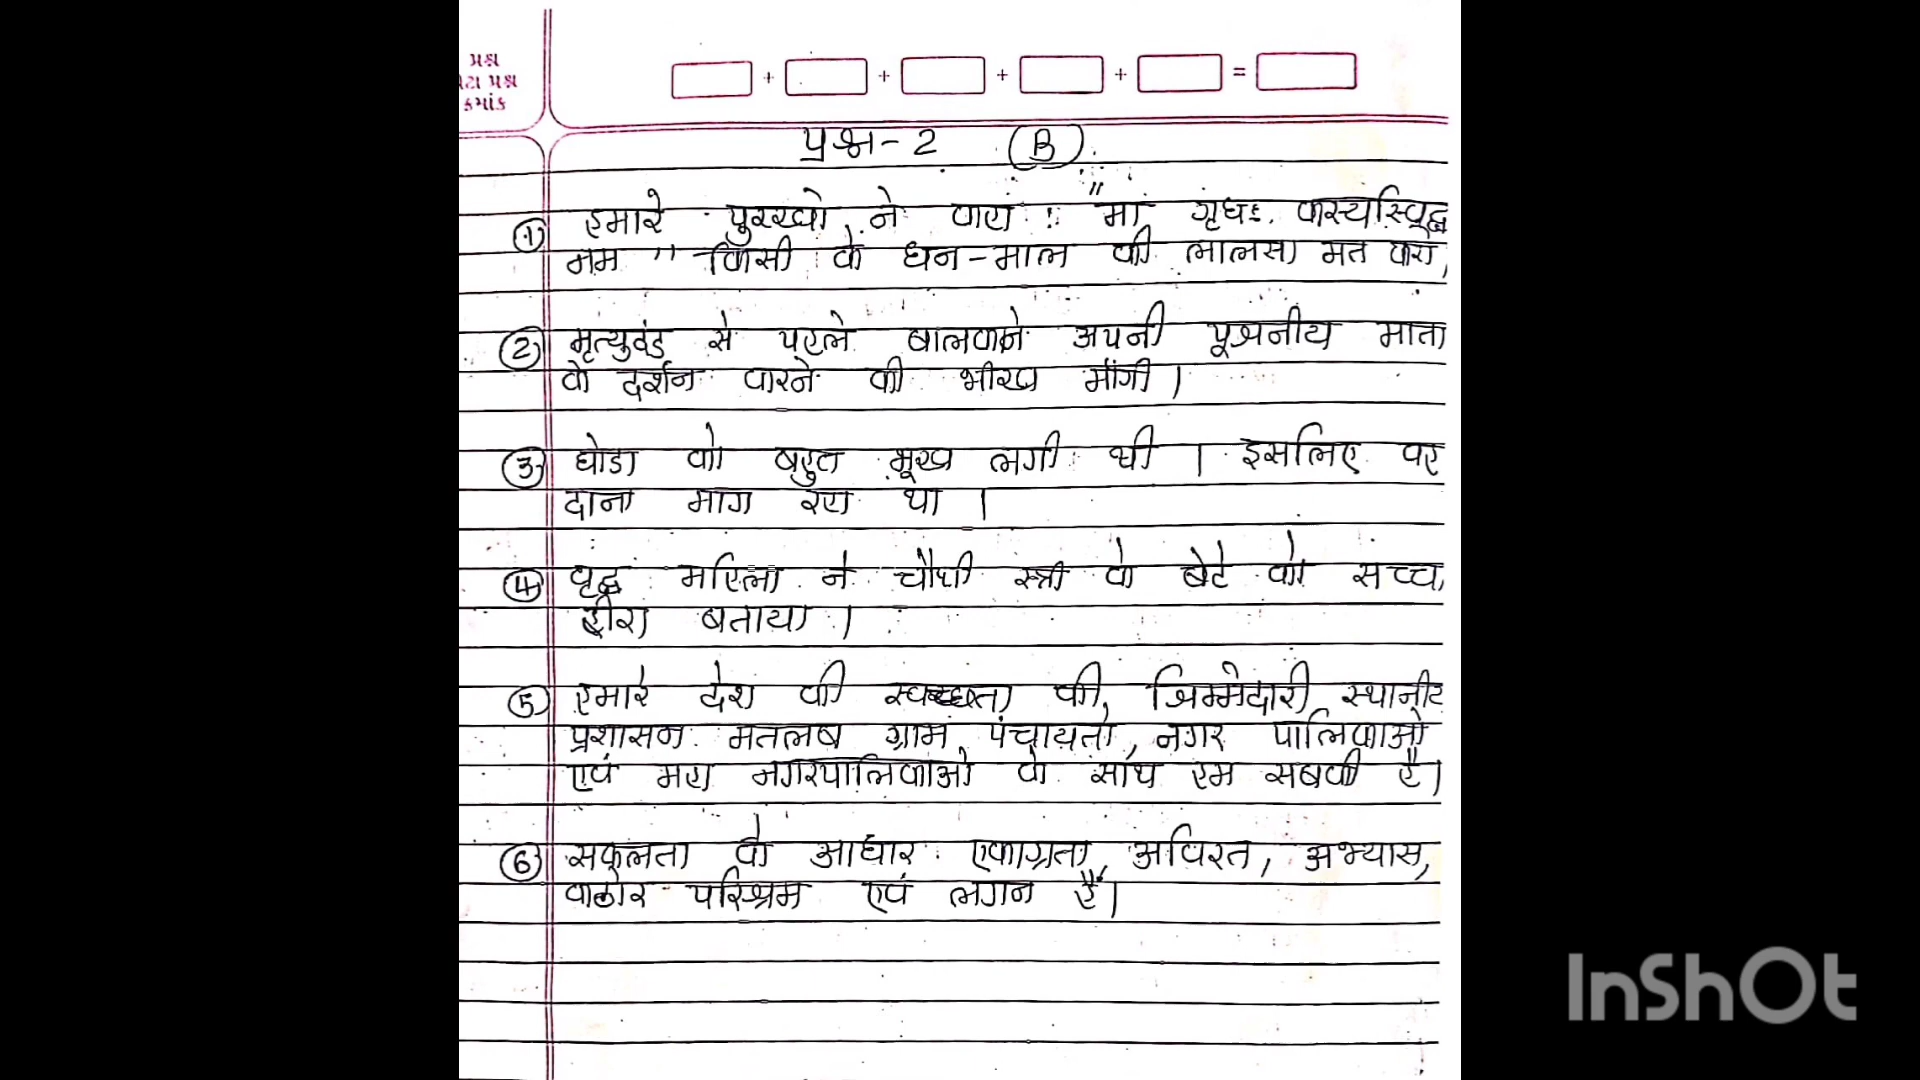 પ્રશ્ન
પેટા પ્રશ્ન
ક્રમાંક
+ + + + =
प्रश्न-2 (B)
① हमारे पुरखो ने कहा : "मा गृधः कस्यस्विद्ध
नम" किसी के धन-माल की लालसा मत करा,
② मृत्युदंड से पहले बालकने अपनी पूजनीय माता
के दर्शन करने की भीख माँगी।
③ घोडा को बहुत भूख लगी थी। इसलिए वह
दाना माग रहा था।
④ वृद्ध महिला ने चौथी स्त्री के बेटे को सच्चा
हीरा बताया।
⑤ हमारे देश की स्वच्छता की जिम्मेदारी स्थानीय
प्रशासन मतलब ग्राम पंचायतो, नगर पालिकाओ
एवं महा नगरपालिकाओ के साथ हम सबकी है।
⑥ सफलता के आधार एकाग्रता, अविरत, अभ्यास,
कठोर परिश्रम एवं लगन हैं।
InShOt